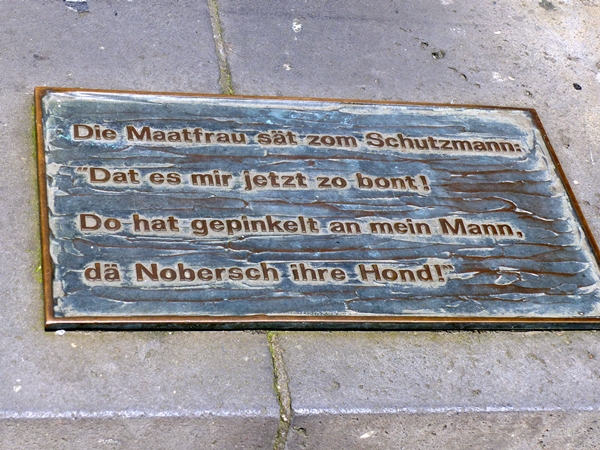 Die Maatfrau sät zom Schutzmann:
"Dat es mir jetzt zo bont!
Do hat gepinkelt an mein Mann,
dä Nobersch ihre Hond!"